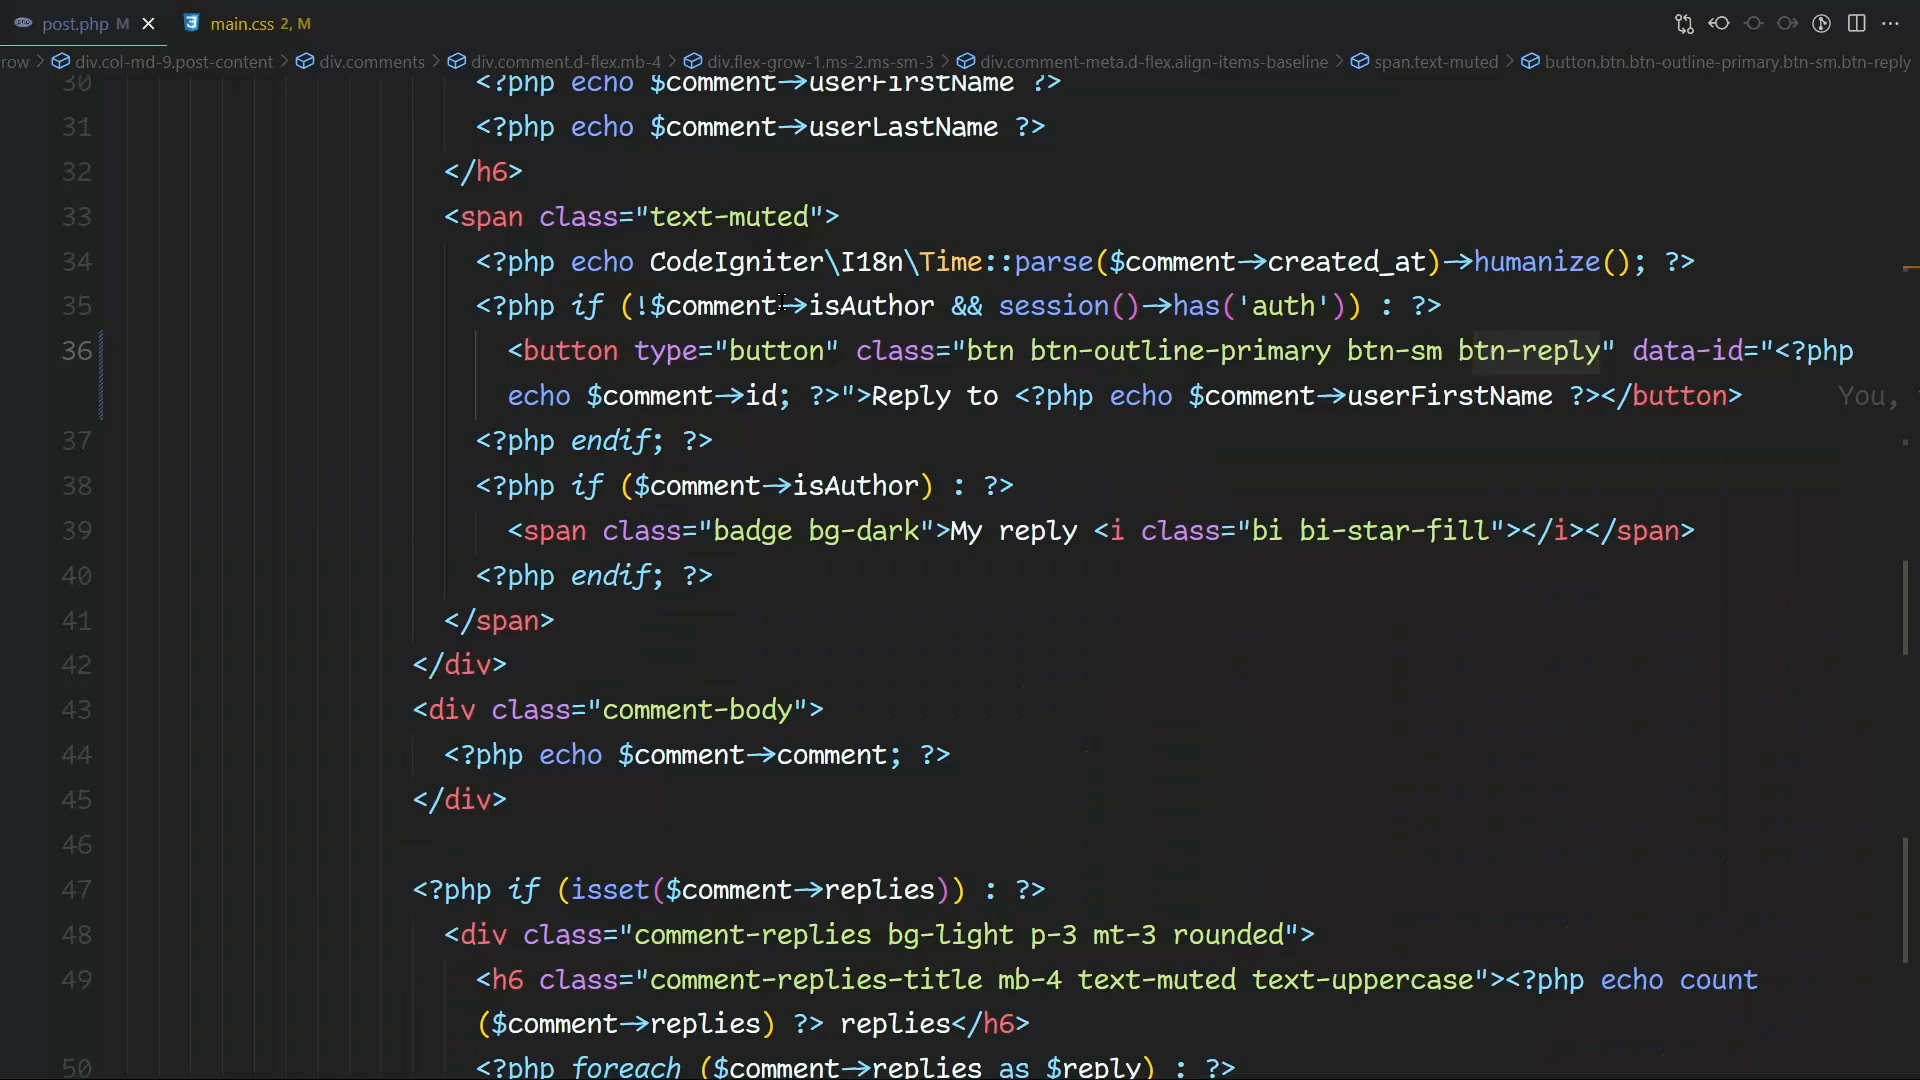 post.php M
main.css 2, M
row > div.col-md-9.post-content > div.comments > div.comment.d-flex.mb-4 > div.flex-grow-1.ms-2.ms-sm-3 > div.comment-meta.d-flex.align-items-baseline > span.text-muted > button.btn.btn-outline-primary.btn-sm.btn-reply
30 <?php echo $comment->userFirstName ?>
31 <?php echo $comment->userLastName ?>
32 </h6>
33 <span class="text-muted">
34 <?php echo CodeIgniter\I18n\Time::parse($comment->created_at)->humanize(); ?>
35 <?php if (!$comment->isAuthor && session()->has('auth')) : ?>
36 <button type="button" class="btn btn-outline-primary btn-sm btn-reply" data-id="<?php
echo $comment->id; ?>">Reply to <?php echo $comment->userFirstName ?></button> You,
37 <?php endif; ?>
38 <?php if ($comment->isAuthor) : ?>
39 <span class="badge bg-dark">My reply <i class="bi bi-star-fill"></i></span>
40 <?php endif; ?>
41 </span>
42 </div>
43 <div class="comment-body">
44 <?php echo $comment->comment; ?>
45 </div>
46
47 <?php if (isset($comment->replies)) : ?>
48 <div class="comment-replies bg-light p-3 mt-3 rounded">
49 <h6 class="comment-replies-title mb-4 text-muted text-uppercase"><?php echo count
($comment->replies) ?> replies</h6>
50 <?php foreach ($comment->replies as $reply) : ?>